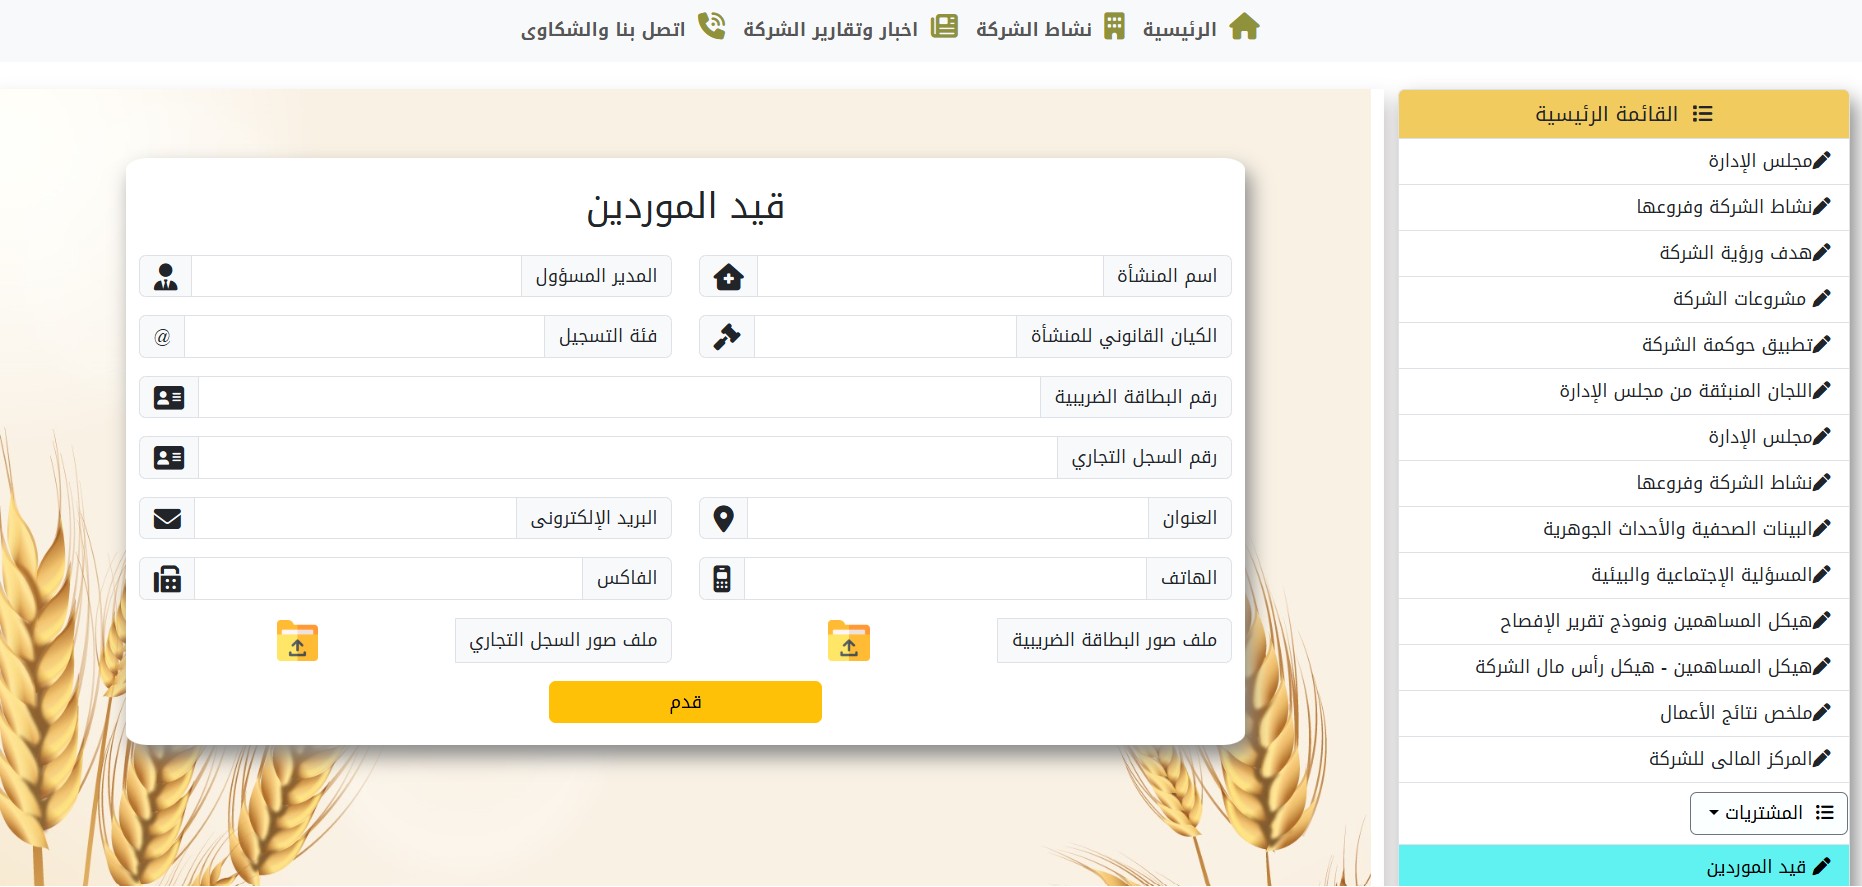 الرئيسية نشاط الشركة اخبار وتقارير الشركة اتصل بنا والشكاوى
القائمة الرئيسية
مجلس الإدارة
نشاط الشركة وفروعها
هدف ورؤية الشركة
مشروعات الشركة
تطبيق حوكمة الشركة
اللجان المنبثقة من مجلس الإدارة
مجلس الإدارة
نشاط الشركة وفروعها
البينات الصحفية والأحداث الجوهرية
المسؤلية الإجتماعية والبيئية
هيكل المساهمين ونموذج تقرير الإفصاح
هيكل المساهمين - هيكل رأس مال الشركة
ملخص نتائج الأعمال
المركز المالى للشركة
المشتريات
قيد الموردين
قيد الموردين
اسم المنشأة المدير المسؤول
الكيان القانوني للمنشأة فئة التسجيل @
رقم البطاقة الضريبية
رقم السجل التجاري
العنوان البريد الإلكترونى
الهاتف الفاكس
ملف صور البطاقة الضريبية ملف صور السجل التجاري
قدم